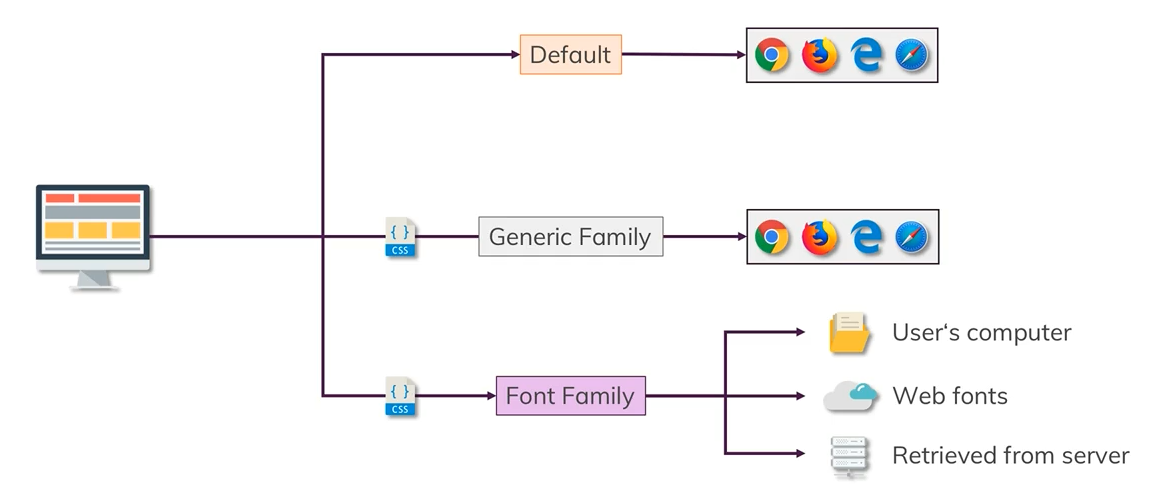 Default
{ }
CSS
Generic Family
{ }
CSS
Font Family
User‘s computer
Web fonts
Retrieved from server